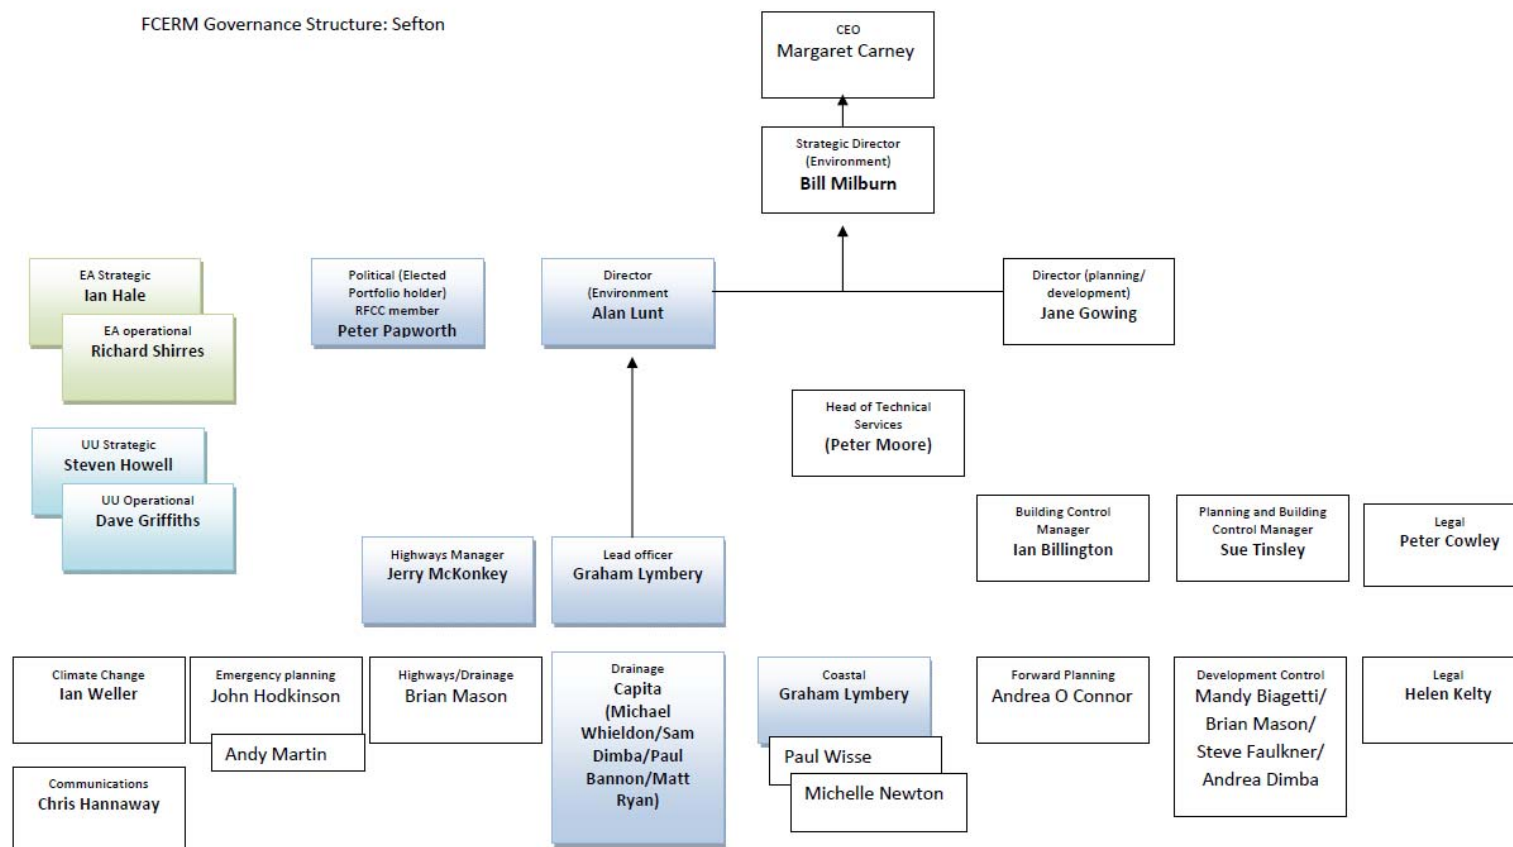 FCERM Governance Structure: Sefton
CEO
Margaret Carney
Strategic Director
(Environment)
Bill Milburn
EA Strategic
Ian Hale
EA operational
Richard Shirres
Political (Elected
Portfolio holder)
RFCC member
Peter Papworth
Director
(Environment
Alan Lunt
Director (planning/
development)
Jane Gowing
Head of Technical
Services
(Peter Moore)
UU Strategic
Steven Howell
UU Operational
Dave Griffiths
Highways Manager
Jerry McKonkey
Lead officer
Graham Lymbery
Building Control
Manager
Ian Billington
Planning and Building
Control Manager
Sue Tinsley
Legal
Peter Cowley
Climate Change
Ian Weller
Emergency planning
John Hodkinson
Andy Martin
Highways/Drainage
Brian Mason
Drainage
Capita
(Michael
Whieldon/Sam
Dimba/Paul
Bannon/Matt
Ryan)
Coastal
Graham Lymbery
Paul Wisse
Michelle Newton
Forward Planning
Andrea O Connor
Development Control
Mandy Biagetti/
Brian Mason/
Steve Faulkner/
Andrea Dimba
Legal
Helen Kelty
Communications
Chris Hannaway